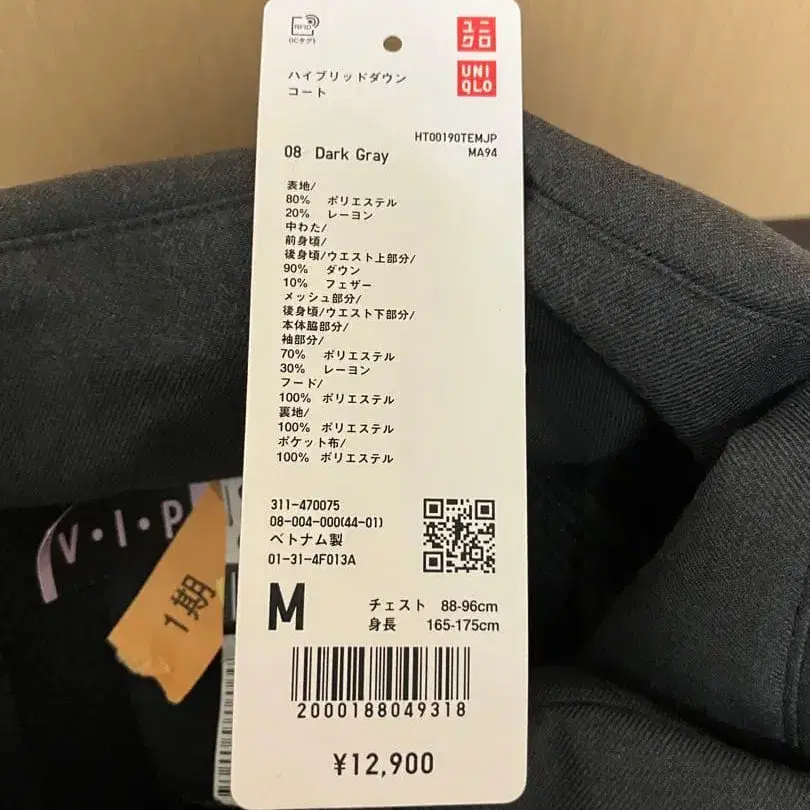 RFID
(ICタグ)
ユニ
クロ
UNI
QLO
ハイブリッドダウン
コート
HT00190TEMJP
08 Dark Gray
MA94
表地/
80% ポリエステル
20% レーヨン
中わた/
前身頃/
後身頃/ウエスト上部分/
90% ダウン
10% フェザー
メッシュ部分/
後身頃/ウエスト下部分/
本体脇部分/
袖部分/
70% ポリエステル
30% レーヨン
フード/
100% ポリエステル
裏地/
100% ポリエステル
ポケット布/
100% ポリエステル
311-470075
08-004-000(44-01)
ベトナム製
01-31-4F013A
M
チェスト 88-96cm
身長 165-175cm
2000188049318
¥12,900
V・I・P
1期